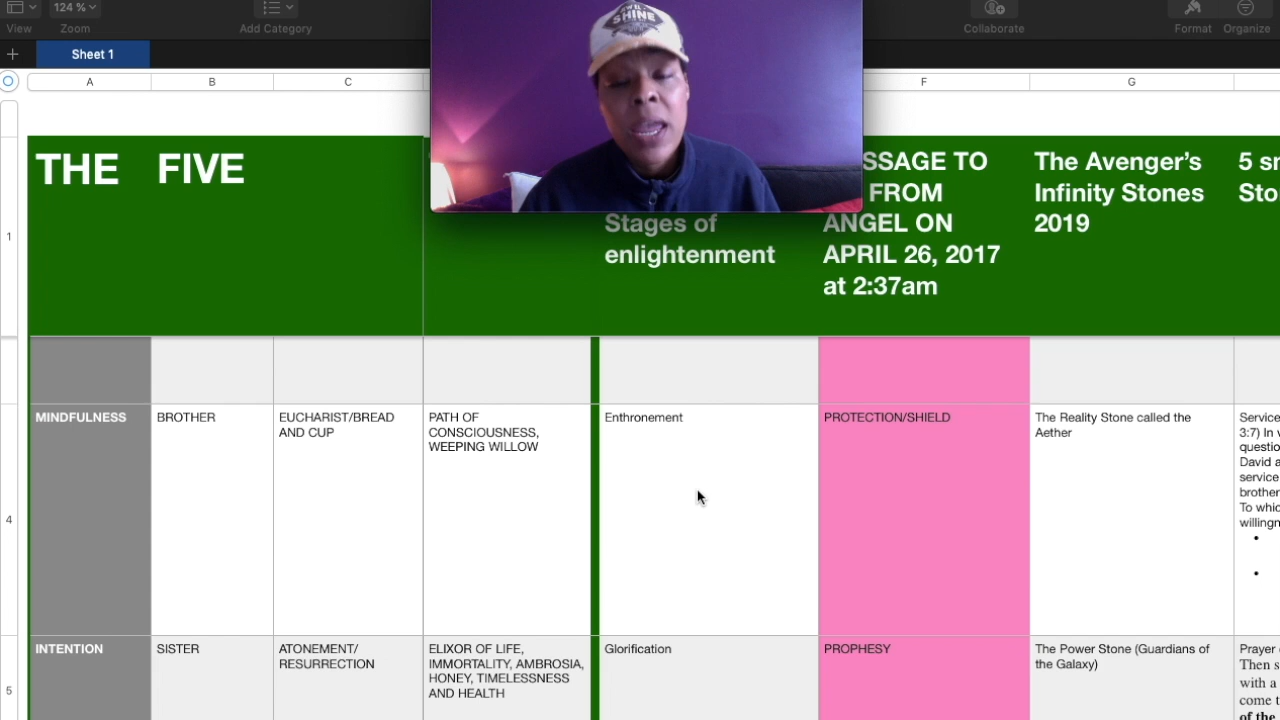 124 %
View
Zoom
Add Category
Collaborate
Format
Organize
Sheet 1
A
B
C
F
G
SHINE
1
THE FIVE
Stages of
enlightenment
SSAGE TO
FROM
ANGEL ON
APRIL 26, 2017
at 2:37am
The Avenger's
Infinity Stones
2019
5
4
MINDFULNESS
BROTHER
EUCHARIST/BREAD
AND CUP
PATH OF
CONSCIOUSNESS,
WEEPING WILLOW
Enthronement
PROTECTION/SHIELD
The Reality Stone called the
Aether
Service
3:7) In
questio
David a
service
brother
To whic
willingn
5
INTENTION
SISTER
ATONEMENT/
RESURRECTION
ELIXOR OF LIFE,
IMMORTALITY, AMBROSIA,
HONEY, TIMELESSNESS
AND HEALTH
Glorification
PROPHESY
The Power Stone (Guardians of
the Galaxy)
Prayer
Then s
with a
come t
of the